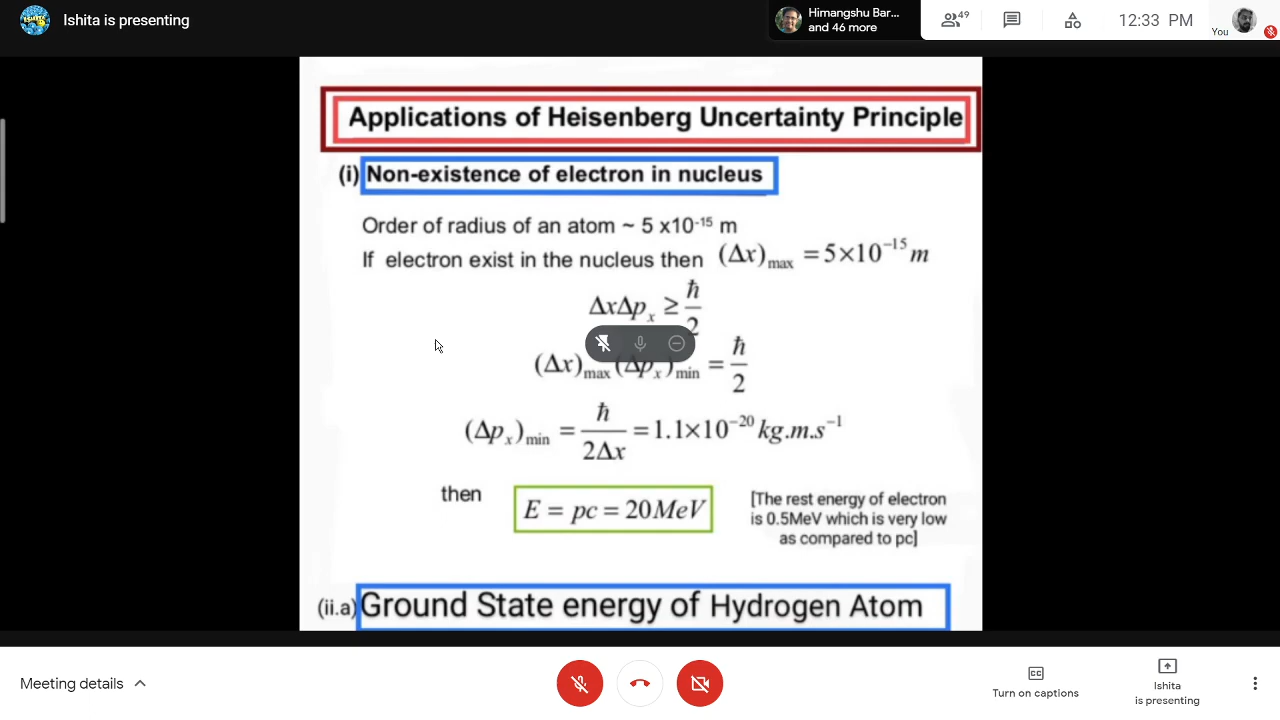 Ishita is presenting
Himangshu Bar...
and 46 more
49
12:33 PM
You
Applications of Heisenberg Uncertainty Principle
(i) Non-existence of electron in nucleus
Order of radius of an atom ~ 5 x10⁻¹⁵ m
If electron exist in the nucleus then (Δx)max = 5×10⁻¹⁵ m
ΔxΔpₓ ≥ ħ/2
(Δx)max (Δpₓ)min = ħ/2
(Δpₓ)min = ħ/2Δx = 1.1×10⁻²⁰ kg.m.s⁻¹
then E = pc = 20MeV
[The rest energy of electron
is 0.5MeV which is very low
as compared to pc]
(ii.a) Ground State energy of Hydrogen Atom
Meeting details
CC
Turn on captions
Ishita
is presenting